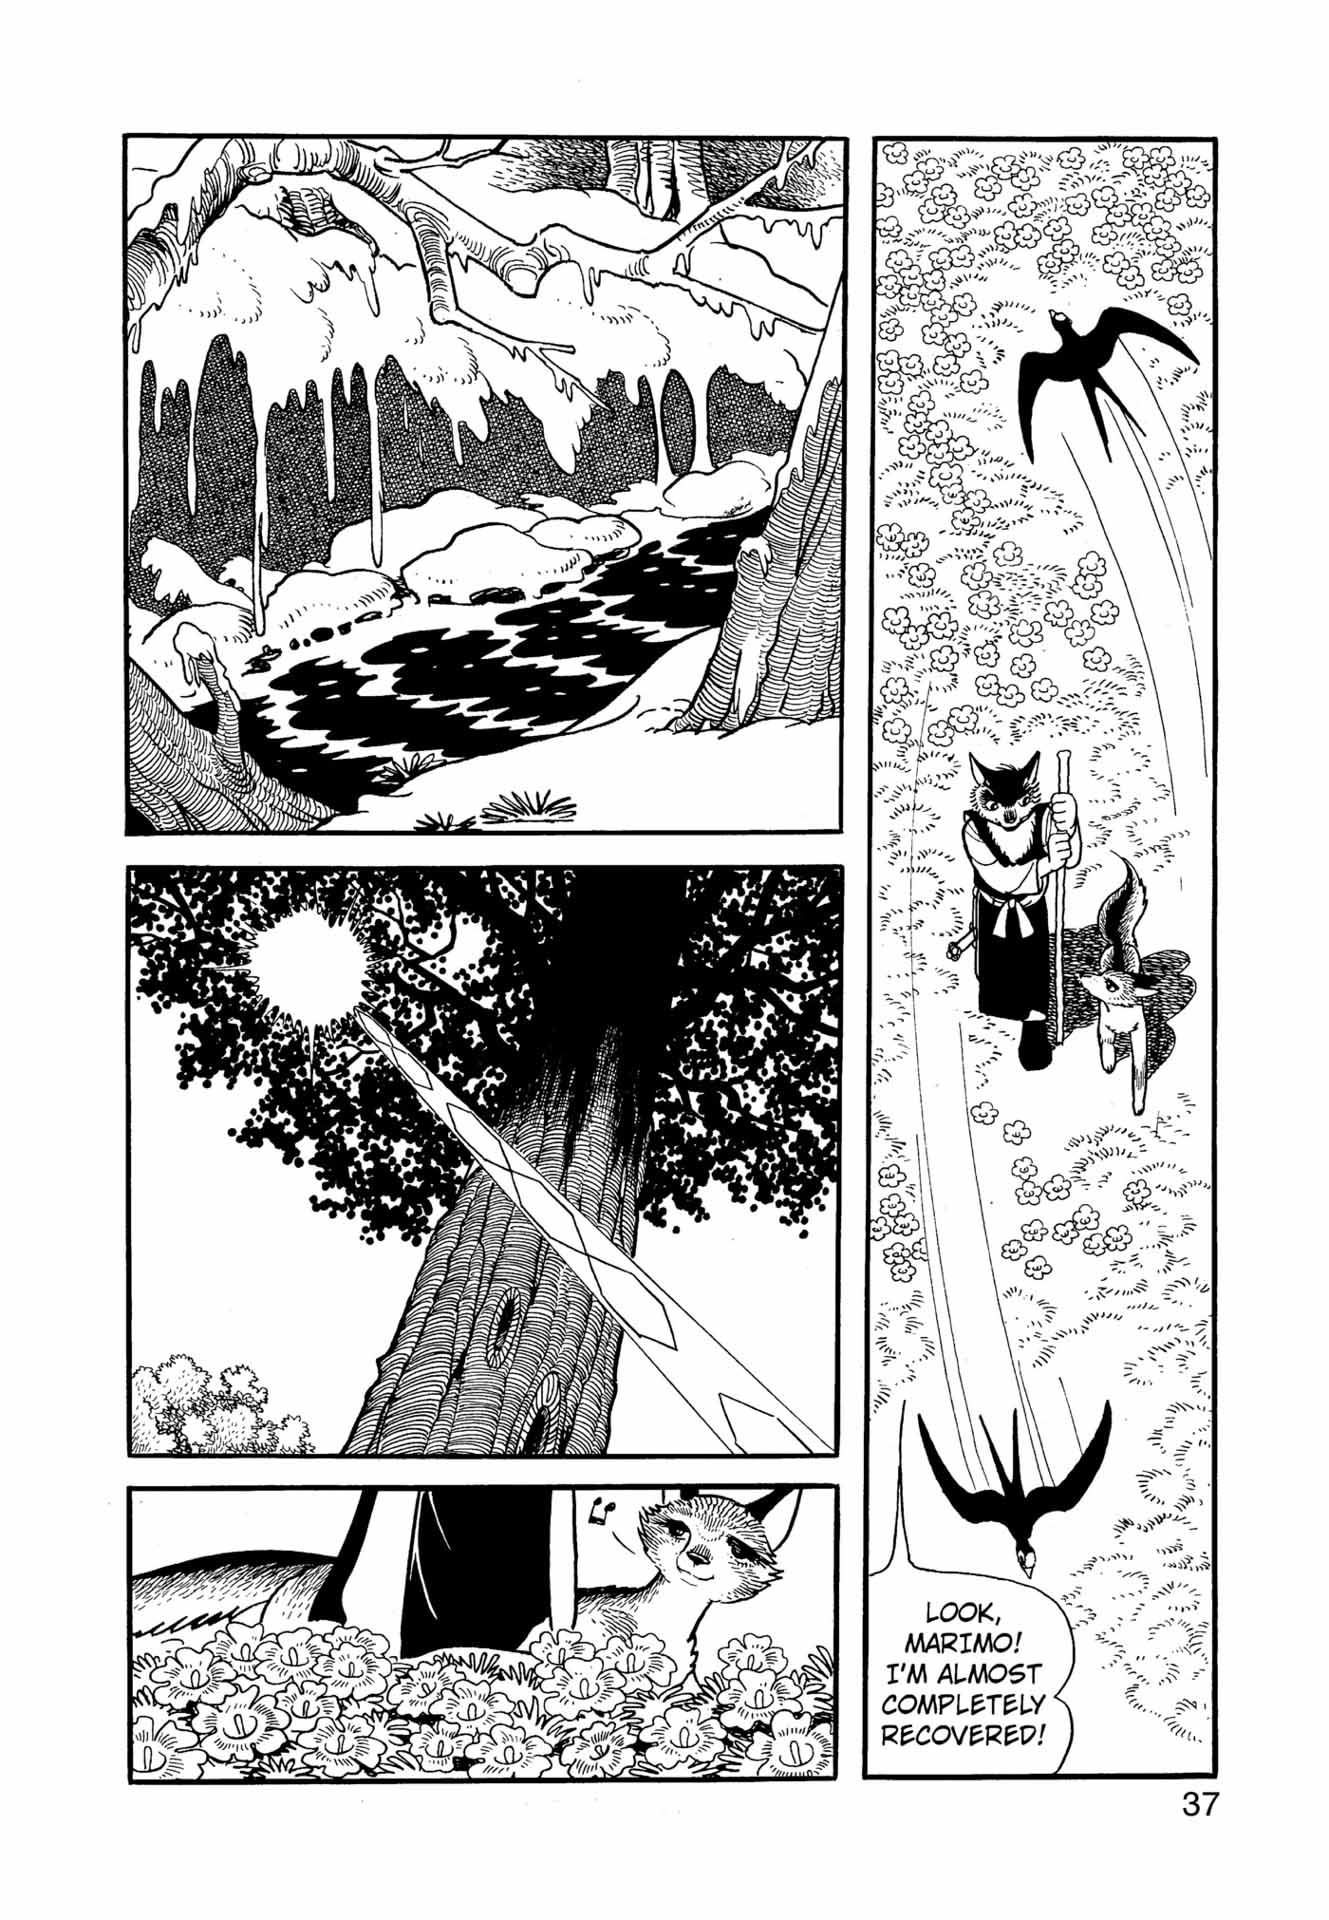 LOOK,
MARIMO!
I'M ALMOST
COMPLETELY
RECOVERED!
37